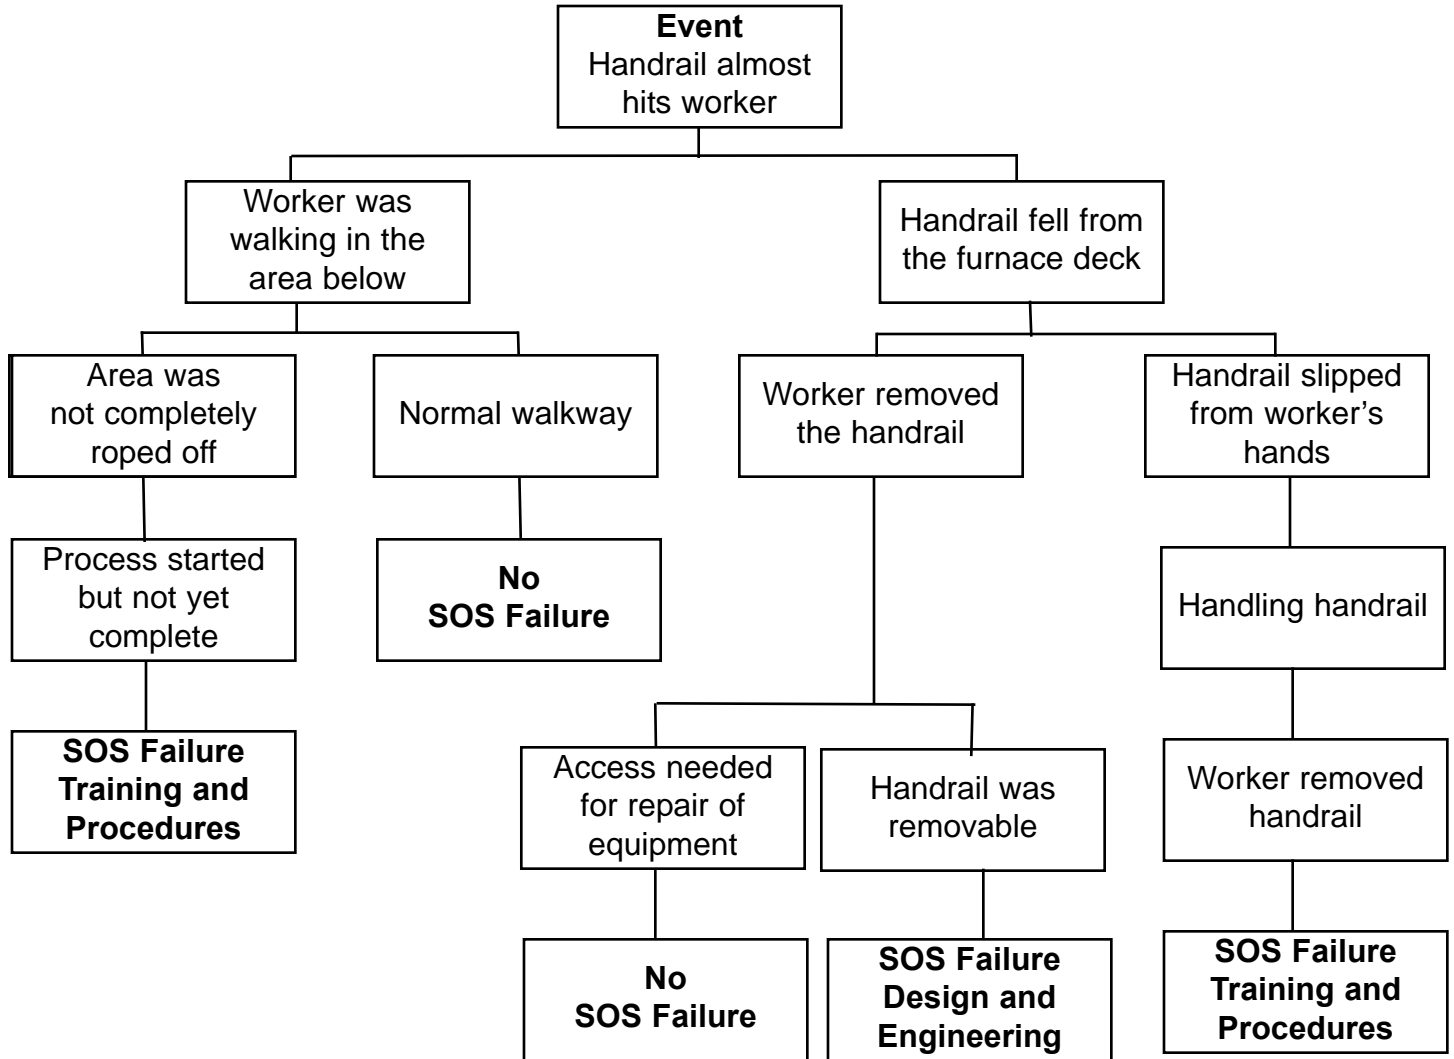 Event
Handrail almost
hits worker
Worker was
walking in the
area below
Handrail fell from
the furnace deck
Area was
not completely
roped off
Normal walkway
Worker removed
the handrail
Handrail slipped
from worker's
hands
Process started
but not yet
complete
No
SOS Failure
Handling handrail
SOS Failure
Training and
Procedures
Access needed
for repair of
equipment
Handrail was
removable
Worker removed
handrail
No
SOS Failure
SOS Failure
Design and
Engineering
SOS Failure
Training and
Procedures